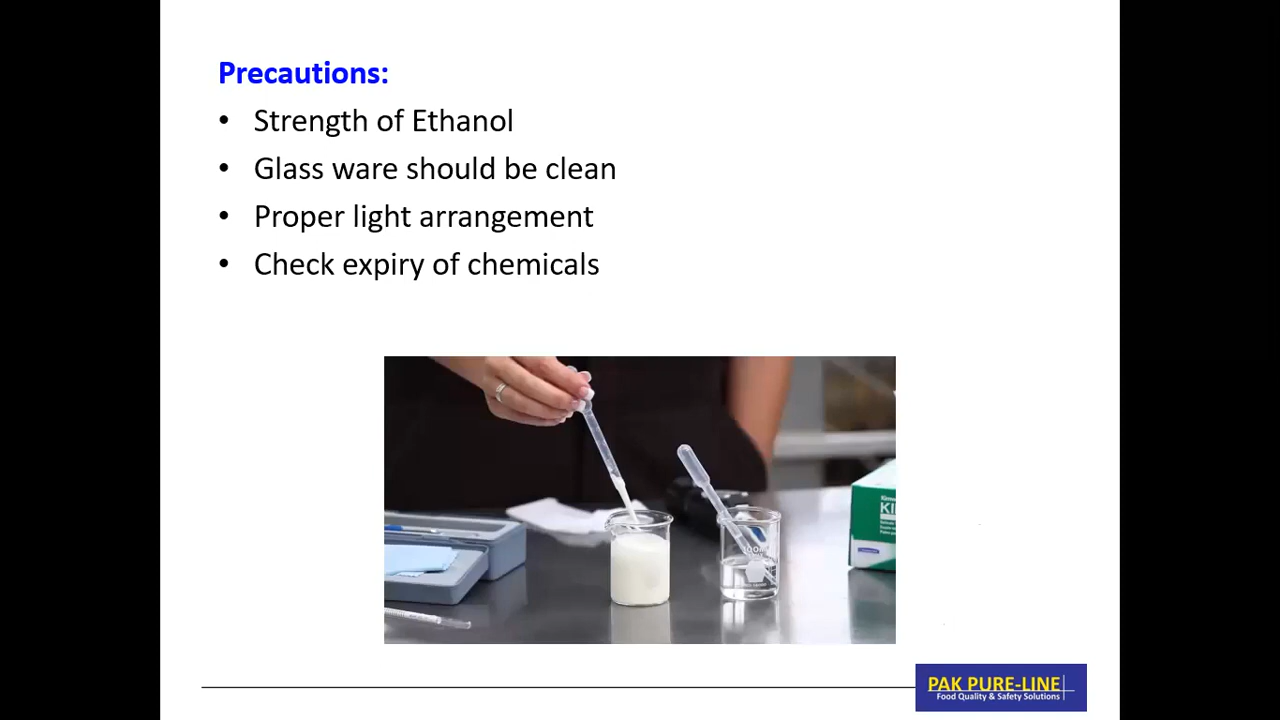 Precautions:
• Strength of Ethanol
• Glass ware should be clean
• Proper light arrangement
• Check expiry of chemicals
PAK PURE-LINE
Food Quality & Safety Solutions